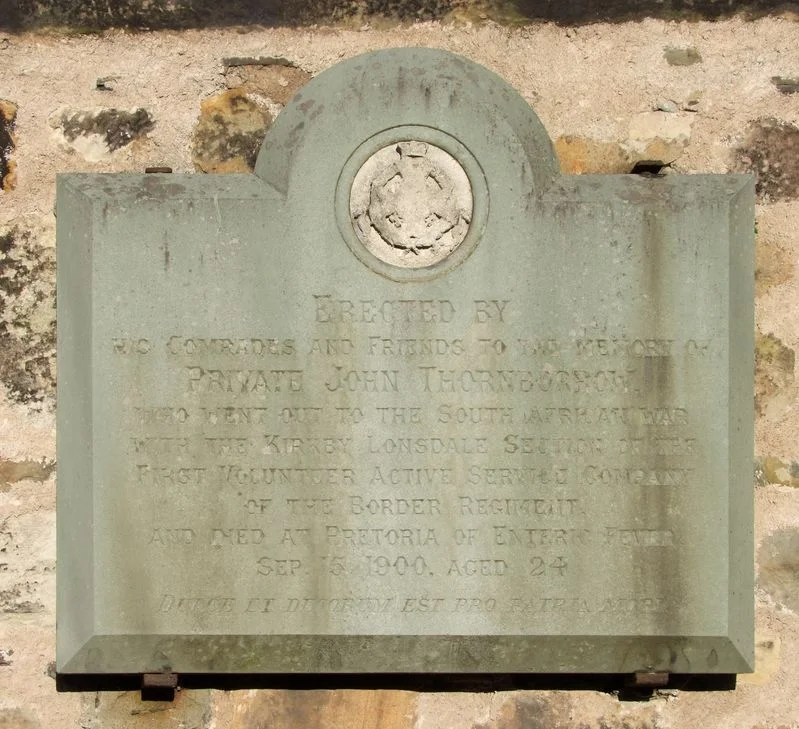 ERECTED BY
HIS COMRADES AND FRIENDS TO THE MEMORY OF
PRIVATE JOHN THORNBORROW,
WHO WENT OUT TO THE SOUTH AFRICAN WAR
WITH THE KIRKBY LONSDALE SECTION OF THE
FIRST VOLUNTEER ACTIVE SERVICE COMPANY
OF THE BORDER REGIMENT,
AND DIED AT PRETORIA OF ENTERIC FEVER
SEP. 15, 1900, AGED 24
DULCE ET DECORUM EST PRO PATRIA MORI